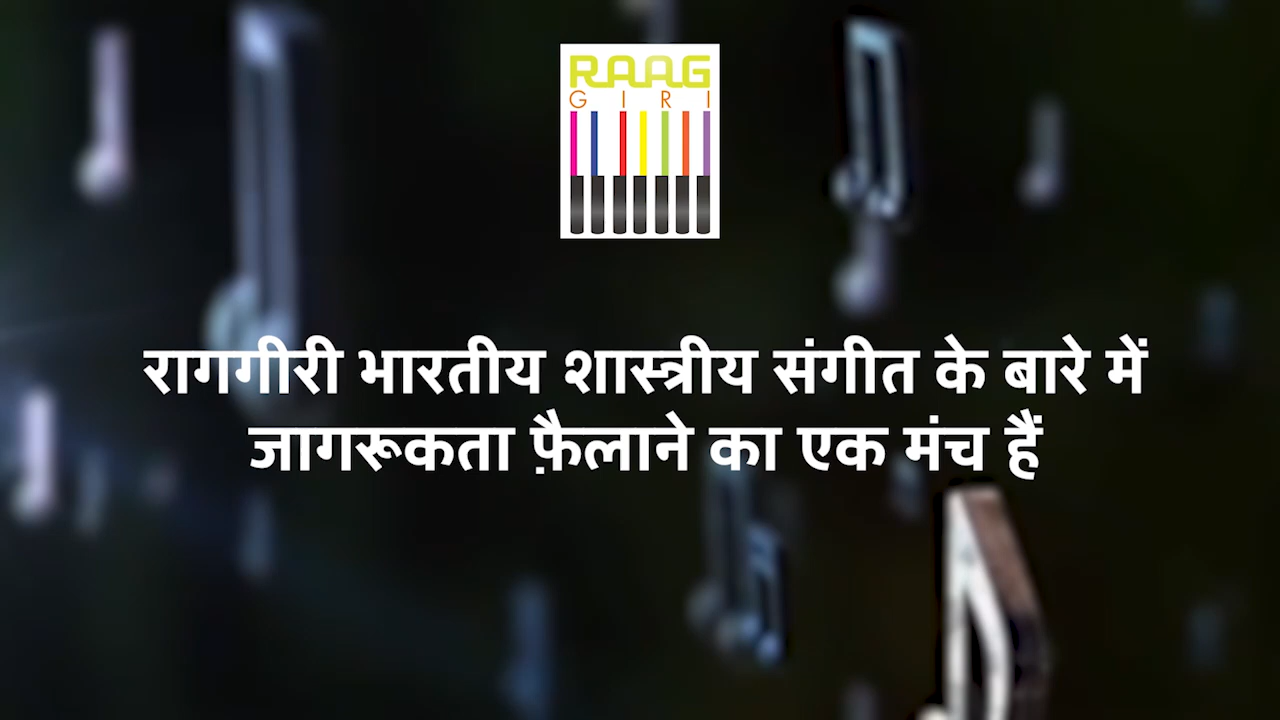 RAAG
GIRI
रागगीरी भारतीय शास्त्रीय संगीत के बारे में
जागरूकता फ़ैलाने का एक मंच हैं